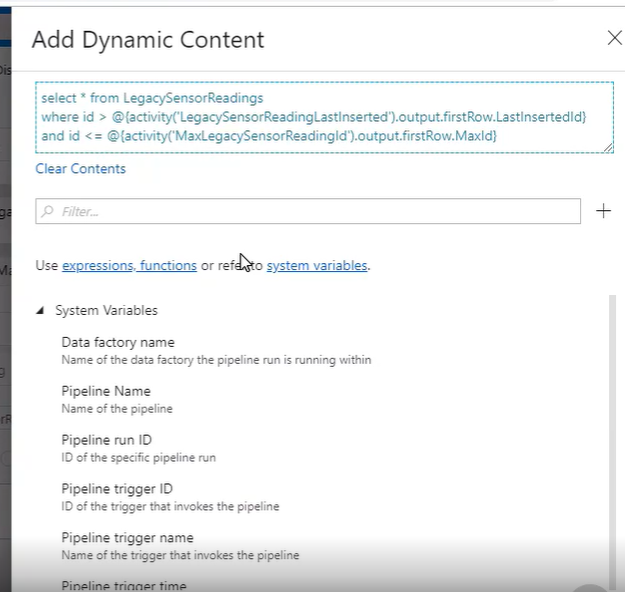 Add Dynamic Content
select * from LegacySensorReadings
where id > @{activity('LegacySensorReadingLastInserted').output.firstRow.LastInsertedId}
and id <= @{activity('MaxLegacySensorReadingId').output.firstRow.MaxId}
Clear Contents
Filter...
Use expressions, functions or refer to system variables.
System Variables
Data factory name
Name of the data factory the pipeline run is running within
Pipeline Name
Name of the pipeline
Pipeline run ID
ID of the specific pipeline run
Pipeline trigger ID
ID of the trigger that invokes the pipeline
Pipeline trigger name
Name of the trigger that invokes the pipeline
Pipeline trigger time